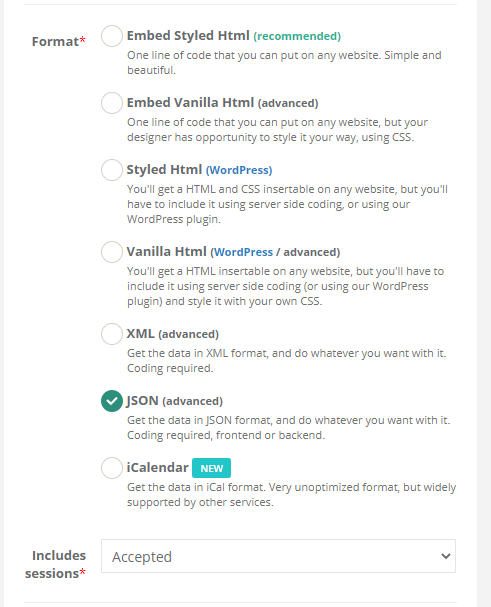 Format*
Embed Styled Html (recommended)
One line of code that you can put on any website. Simple and
beautiful.
Embed Vanilla Html (advanced)
One line of code that you can put on any website, but your
designer has opportunity to style it your way, using CSS.
Styled Html (WordPress)
You'll get a HTML and CSS insertable on any website, but you'll
have to include it using server side coding, or using our
WordPress plugin.
Vanilla Html (WordPress / advanced)
You'll get a HTML insertable on any website, but you'll have to
include it using server side coding (or using our WordPress
plugin) and style it with your own CSS.
XML (advanced)
Get the data in XML format, and do whatever you want with it.
Coding required.
JSON (advanced)
Get the data in JSON format, and do whatever you want with it.
Coding required, frontend or backend.
iCalendar NEW
Get the data in iCal format. Very unoptimized format, but widely
supported by other services.
Includes
sessions*
Accepted